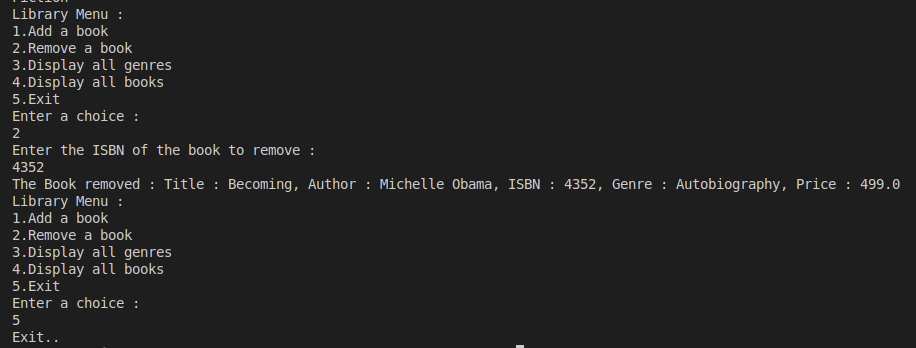 Fiction
Library Menu :
1.Add a book
2.Remove a book
3.Display all genres
4.Display all books
5.Exit
Enter a choice :
2
Enter the ISBN of the book to remove :
4352
The Book removed : Title : Becoming, Author : Michelle Obama, ISBN : 4352, Genre : Autobiography, Price : 499.0
Library Menu :
1.Add a book
2.Remove a book
3.Display all genres
4.Display all books
5.Exit
Enter a choice :
5
Exit..